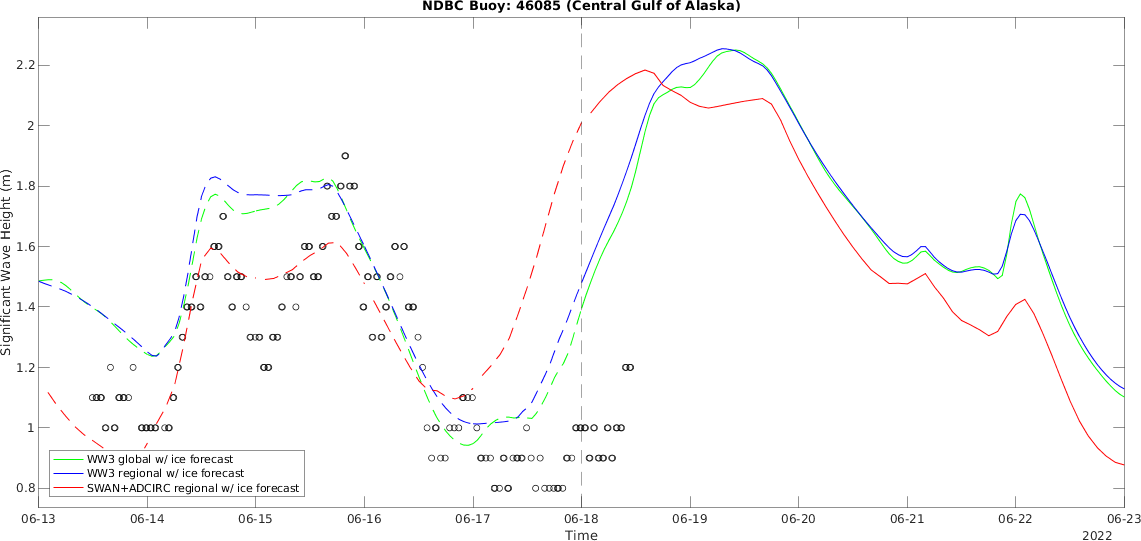 NDBC Buoy: 46085 (Central Gulf of Alaska)
Significant Wave Height (m)
2.2
2
1.8
1.6
1.4
1.2
1
0.8
WW3 global w/ ice forecast
WW3 regional w/ ice forecast
SWAN+ADCIRC regional w/ ice forecast
06-13 06-14 06-15 06-16 06-17 06-18 06-19 06-20 06-21 06-22 06-23
Time
2022